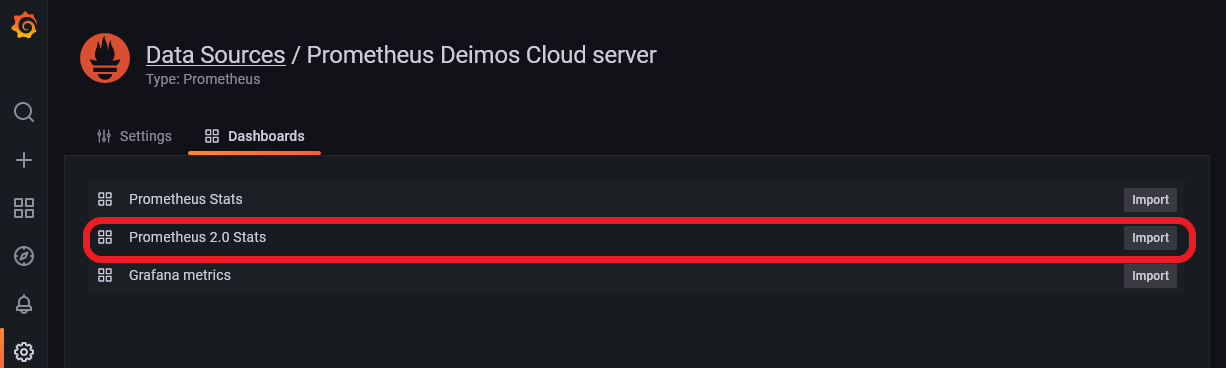 Data Sources / Prometheus Deimos Cloud server
Type: Prometheus
Settings Dashboards
Prometheus Stats Import
Prometheus 2.0 Stats Import
Grafana metrics Import